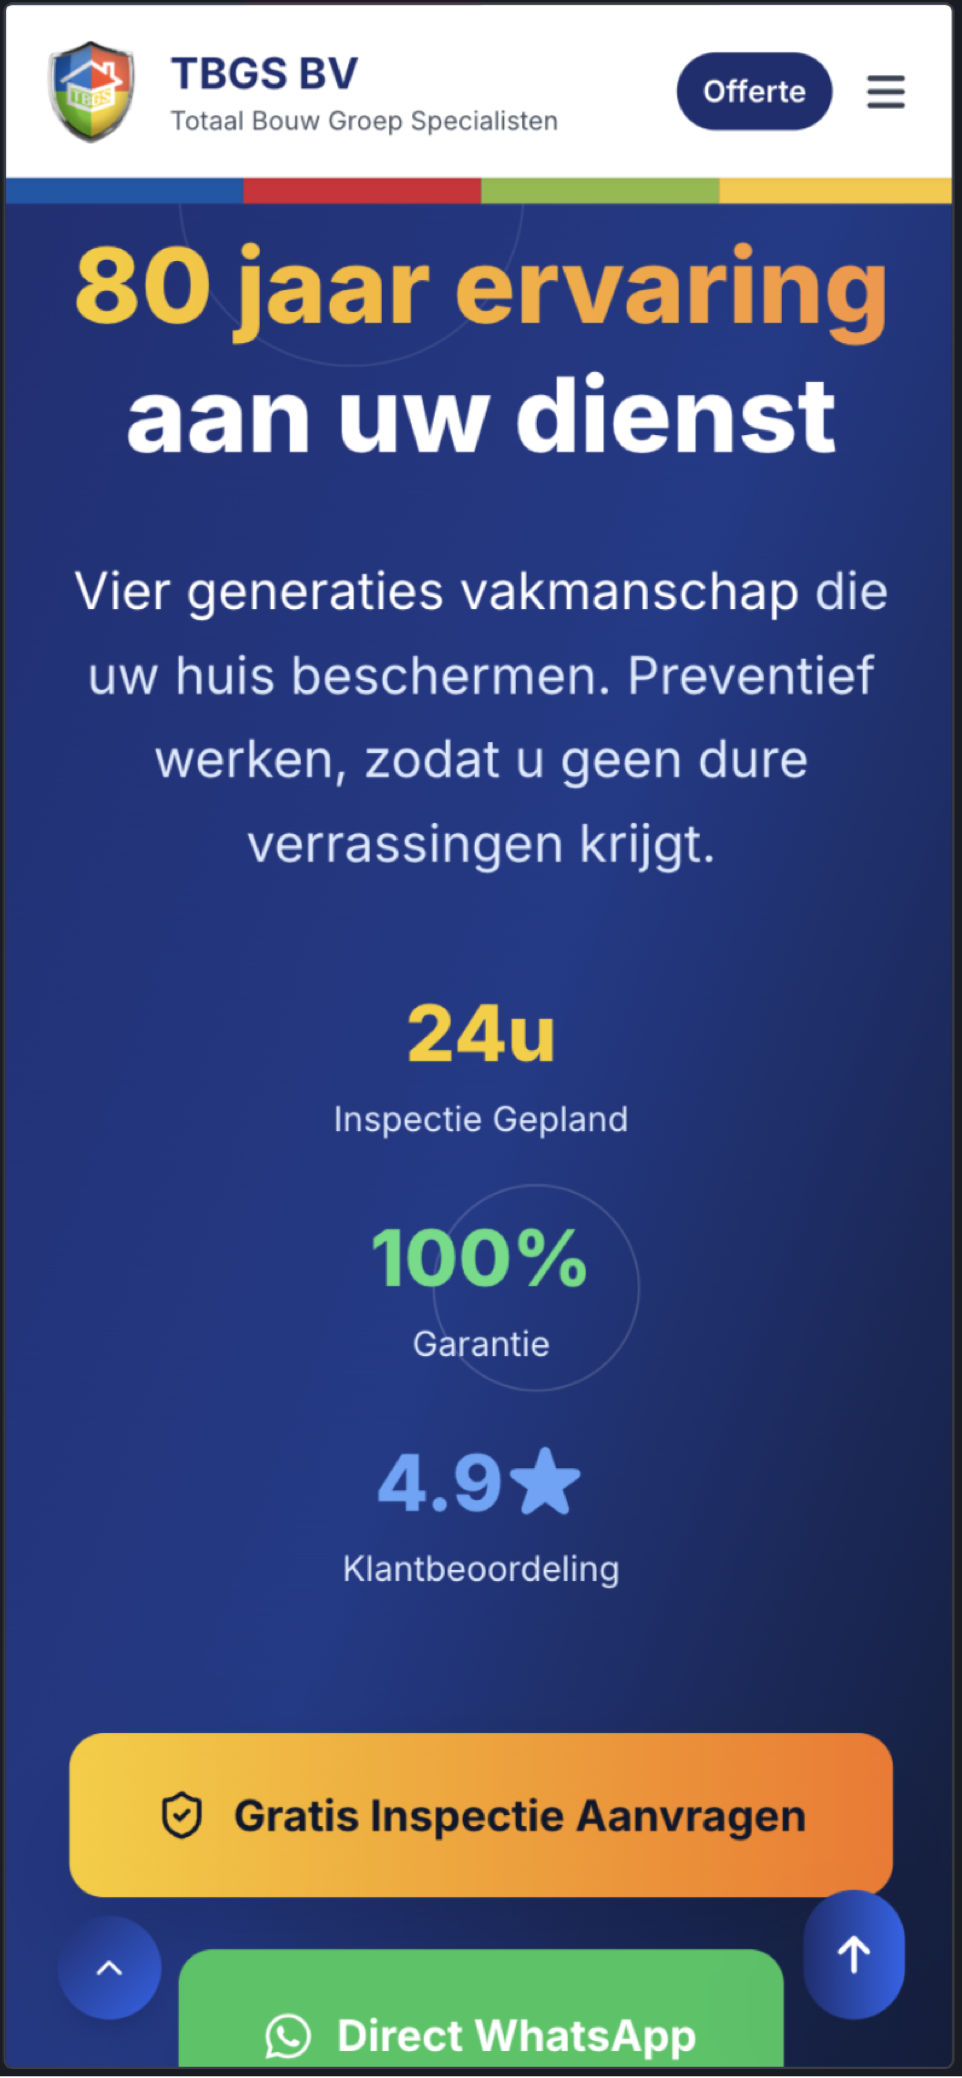 TBGS
TBGS BV
Totaal Bouw Groep Specialisten
Offerte
80 jaar ervaring
aan uw dienst
Vier generaties vakmanschap die
uw huis beschermen. Preventief
werken, zodat u geen dure
verrassingen krijgt.
24u
Inspectie Gepland
100%
Garantie
4.9★
Klantbeoordeling
Gratis Inspectie Aanvragen
Direct WhatsApp